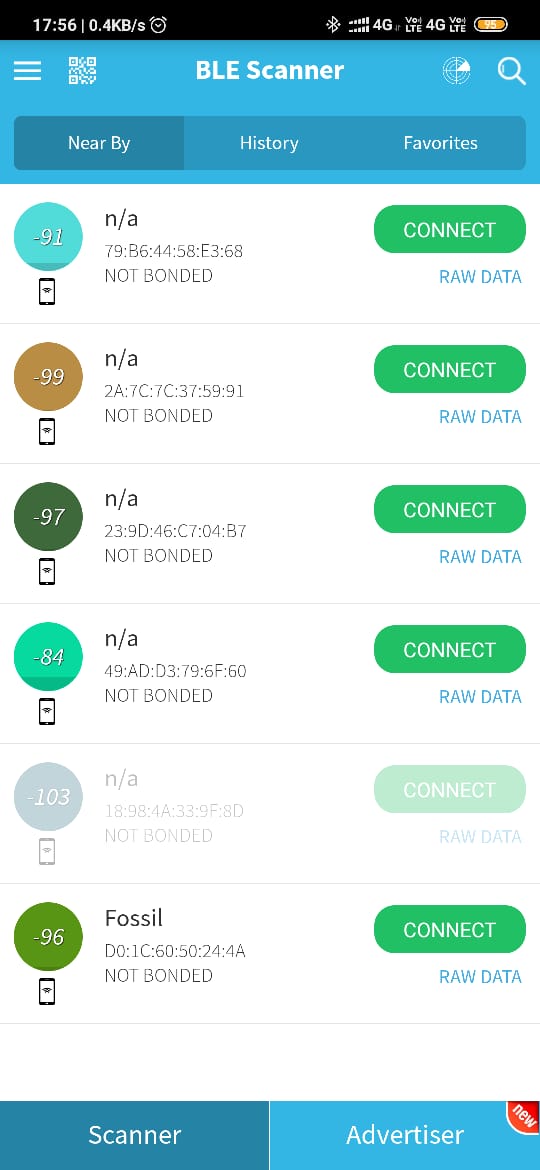 17:56 | 0.4KB/s 4G Vo) LTE 4G Vo) LTE 95
BLE Scanner
Near By History Favorites
-91 n/a CONNECT
79:B6:44:58:E3:68
NOT BONDED RAW DATA
-99 n/a CONNECT
2A:7C:7C:37:59:91
NOT BONDED RAW DATA
-97 n/a CONNECT
23:9D:46:C7:04:B7
NOT BONDED RAW DATA
-84 n/a CONNECT
49:AD:D3:79:6F:60
NOT BONDED RAW DATA
-103 n/a CONNECT
18:98:4A:33:9F:8D
NOT BONDED RAW DATA
-96 Fossil CONNECT
D0:1C:60:50:24:4A
NOT BONDED RAW DATA
Scanner Advertiser new